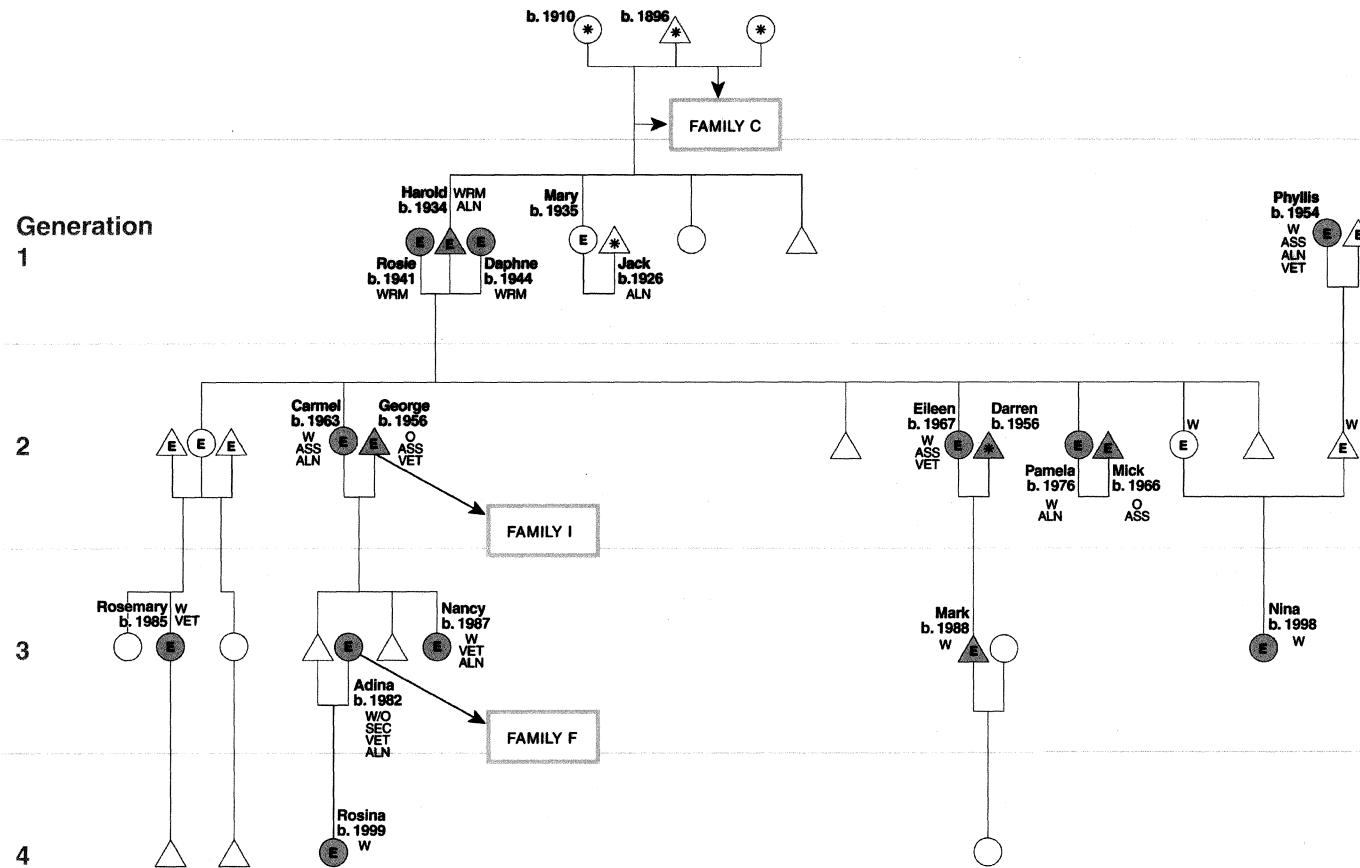 b. 1910
b. 1896
*
*
*
FAMILY C
Generation
1
Harold
b. 1934
WRM
ALN
E
E
E
Rosie
b. 1941
WRM
Daphne
b. 1944
WRM
Mary
b. 1935
E
*
Jack
b.1926
ALN
Phyllis
b. 1954
W
ASS
ALN
VET
E
E
2
E
E
E
Carmel
b. 1963
W
ASS
ALN
E
George
b. 1956
O
ASS
VET
E
FAMILY I
Eileen
b. 1967
W
ASS
VET
E
Darren
b. 1956
*
E
E
Pamela
b. 1976
W
ALN
Mick
b. 1966
O
ASS
W
E
W
E
3
Rosemary
b. 1985
W
VET
E
E
Adina
b. 1982
W/O
SEC
VET
ALN
Nancy
b. 1987
W
VET
ALN
E
FAMILY F
Mark
b. 1988
W
E
Nina
b. 1998
W
E
4
Rosina
b. 1999
W
E